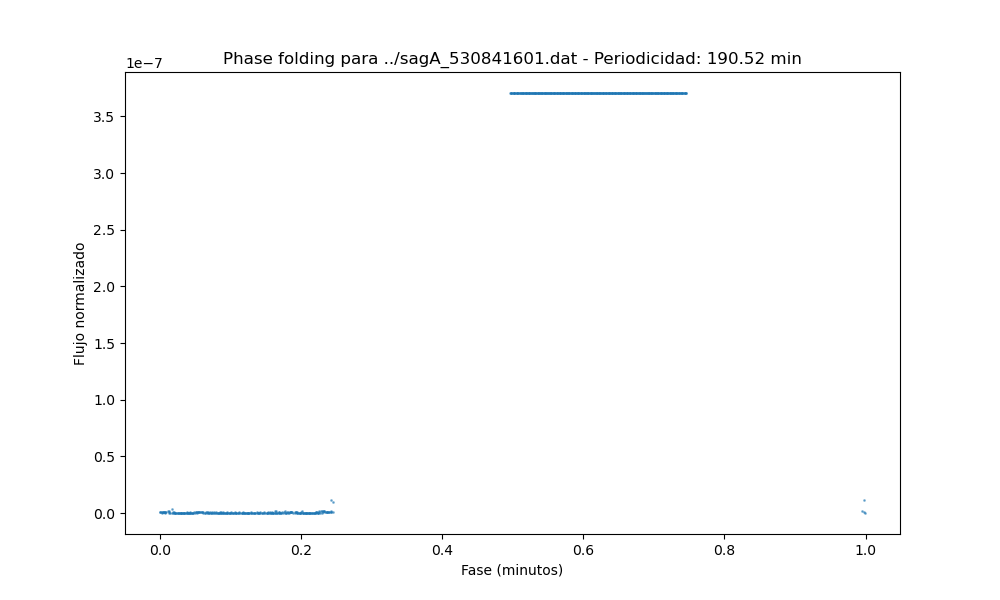 Phase folding para ../sagA_530841601.dat - Periodicidad: 190.52 min
1e−7
3.5
3.0
2.5
2.0
1.5
1.0
0.5
0.0
Flujo normalizado
0.0 0.2 0.4 0.6 0.8 1.0
Fase (minutos)